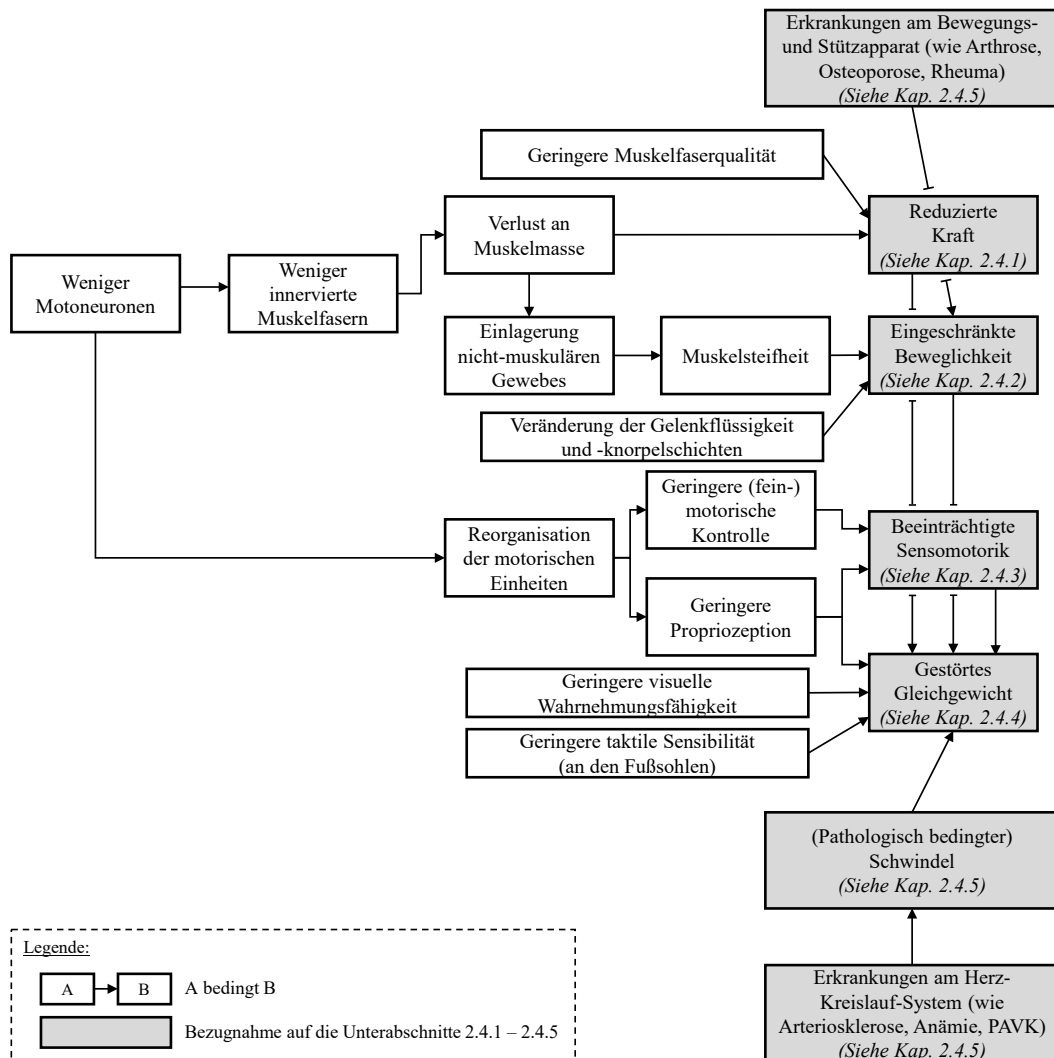 Erkrankungen am Bewegungs-
und Stützapparat (wie Arthrose,
Osteoporose, Rheuma)
(Siehe Kap. 2.4.5)
Geringere Muskelfaserqualität
Verlust an
Muskelmasse
Reduzierte
Kraft
(Siehe Kap. 2.4.1)
Weniger
Motoneuronen
Weniger
innervierte
Muskelfasern
Einlagerung
nicht-muskulären
Gewebes
Muskelsteifheit
Eingeschränkte
Beweglichkeit
(Siehe Kap. 2.4.2)
Veränderung der Gelenkflüssigkeit
und -knorpelschichten
Geringere (fein-)
motorische
Kontrolle
Reorganisation
der motorischen
Einheiten
Beeinträchtigte
Sensomotorik
(Siehe Kap. 2.4.3)
Geringere
Propriozeption
Geringere visuelle
Wahrnehmungsfähigkeit
Gestörtes
Gleichgewicht
(Siehe Kap. 2.4.4)
Geringere taktile Sensibilität
(an den Fußsohlen)
(Pathologisch bedingter)
Schwindel
(Siehe Kap. 2.4.5)
Erkrankungen am Herz-
Kreislauf-System (wie
Arteriosklerose, Anämie, PAVK)
(Siehe Kap. 2.4.5)
Legende:
A B A bedingt B
Bezugnahme auf die Unterabschnitte 2.4.1 – 2.4.5